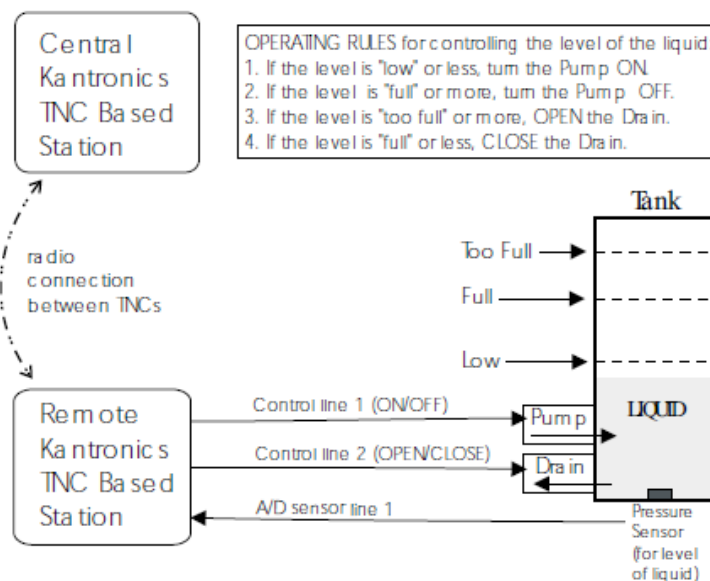 Central
Kantronics
TNC Based
Station
OPERATING RULES for controlling the level of the liquid
1. If the level is "low" or less, turn the Pump ON.
2. If the level is "full" or more, turn the Pump OFF.
3. If the level is "too full" or more, OPEN the Drain.
4. If the level is "full" or less, CLOSE the Drain.
radio
connection
between TNCs
Tank
Too Full
Full
Low
LIQUID
Remote
Kantronics
TNC Based
Station
Control line 1 (ON/OFF)
Pump
Control line 2 (OPEN/CLOSE)
Drain
A/D sensor line 1
Pressure
Sensor
(for level
of liquid)